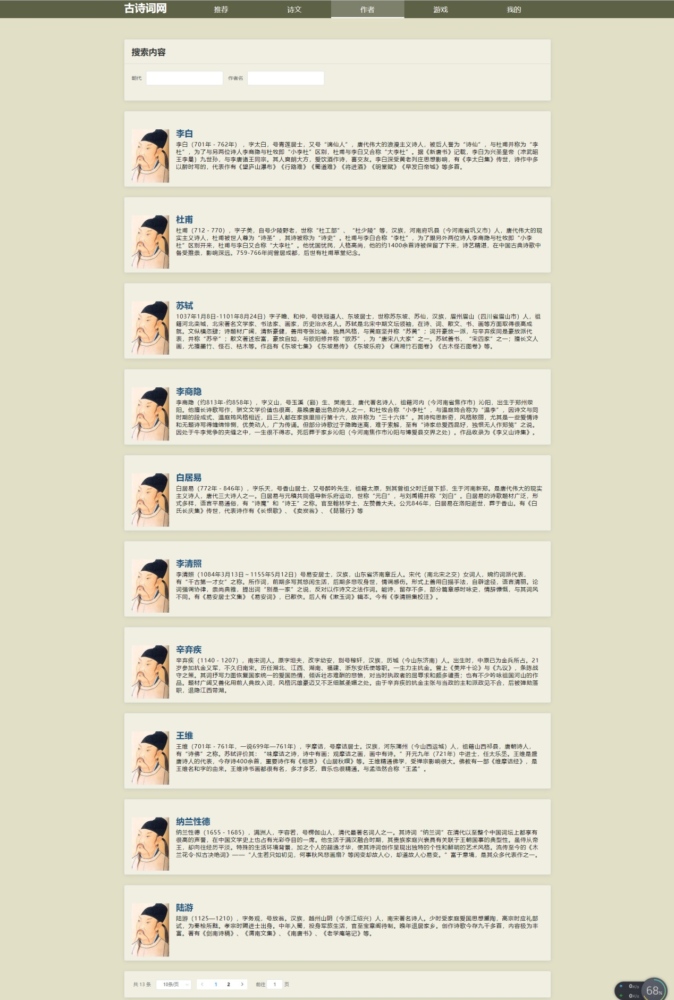 古诗词网 推荐 诗文 作者 游戏 我的
搜索内容
朝代 作者名
李白
李白（701年 - 762年），字太白，号青莲居士，又号“谪仙人”，唐代伟大的浪漫主义诗人，被后人誉为“诗仙”，与杜甫并称为“李
杜”，为了与另两位诗人李商隐与杜牧即“小李杜”区别，杜甫与李白又合称“大李杜”。据《新唐书》记载，李白为兴圣皇帝（凉武昭
王李暠）九世孙，与李唐诸王同宗。其人爽朗大方，爱饮酒作诗，喜交友。李白深受黄老列庄思想影响，有《李太白集》传世，诗作中多
以醉时写的，代表作有《望庐山瀑布》《行路难》《蜀道难》《将进酒》《明堂赋》《早发白帝城》等多首。
杜甫
杜甫（712 - 770），字子美，自号少陵野老，世称“杜工部”、“杜少陵”等，汉族，河南府巩县（今河南省巩义市）人，唐代伟大的现
实主义诗人，杜甫被世人尊为“诗圣”，其诗被称为“诗史”。杜甫与李白合称“李杜”，为了跟另外两位诗人李商隐与杜牧即“小李
杜”区别开来，杜甫与李白又合称“大李杜”。他忧国忧民，人格高尚，他的约1400余首诗被保留了下来，诗艺精湛，在中国古典诗歌中
备受推崇，影响深远。759-766年间曾居成都，后世有杜甫草堂纪念。
苏轼
1037年1月8日-1101年8月24日）字子瞻、和仲，号铁冠道人、东坡居士，世称苏东坡、苏仙，汉族，眉州眉山（四川省眉山市）人，祖
籍河北栾城，北宋著名文学家、书法家、画家，历史治水名人。苏轼是北宋中期文坛领袖，在诗、词、散文、书、画等方面取得很高成
就。文纵横恣肆；诗题材广阔，清新豪健，善用夸张比喻，独具风格，与黄庭坚并称“苏黄”；词开豪放一派，与辛弃疾同是豪放派代
表，并称“苏辛”；散文著述宏富，豪放自如，与欧阳修并称“欧苏”，为“唐宋八大家”之一。苏轼善书，“宋四家”之一；擅长文人
画，尤擅墨竹、怪石、枯木等。作品有《东坡七集》《东坡易传》《东坡乐府》《潇湘竹石图卷》《古木怪石图卷》等。
李商隐
李商隐（约813年-约858年），字义山，号玉溪（谿）生、樊南生，唐代著名诗人，祖籍河内（今河南省焦作市）沁阳，出生于郑州荥
阳。他擅长诗歌写作，骈文文学价值也很高，是晚唐最出色的诗人之一，和杜牧合称“小李杜”，与温庭筠合称为“温李”，因诗文与同
时期的段成式、温庭筠风格相近，且三人都在家族里排行第十六，故并称为“三十六体”。其诗构思新奇，风格秾丽，尤其是一些爱情诗
和无题诗写得缠绵悱恻，优美动人，广为传诵。但部分诗歌过于隐晦迷离，难于索解，至有“诗家总爱西昆好，独恨无人作郑笺”之说。
因处于牛李党争的夹缝之中，一生很不得志。死后葬于家乡沁阳（今河南焦作市沁阳与博爱县交界之处）。作品收录为《李义山诗集》。
白居易
白居易（772年 - 846年），字乐天，号香山居士，又号醉吟先生，祖籍太原，到其曾祖父时迁居下邽，生于河南新郑。是唐代伟大的现实
主义诗人，唐代三大诗人之一。白居易与元稹共同倡导新乐府运动，世称“元白”，与刘禹锡并称“刘白”。白居易的诗歌题材广泛，形
式多样，语言平易通俗，有“诗魔”和“诗王”之称。官至翰林学士、左赞善大夫。公元846年，白居易在洛阳逝世，葬于香山。有《白
氏长庆集》传世，代表诗作有《长恨歌》、《卖炭翁》、《琵琶行》等
李清照
李清照（1084年3月13日～1155年5月12日）号易安居士，汉族，山东省济南章丘人。宋代（南北宋之交）女词人，婉约词派代表，
有“千古第一才女”之称。所作词，前期多写其悠闲生活，后期多悲叹身世，情调感伤。形式上善用白描手法，自辟途径，语言清丽。论
词强调协律，崇尚典雅，提出词“别是一家”之说，反对以作诗文之法作词。能诗，留存不多，部分篇章感时咏史，情辞慷慨，与其词风
不同。有《易安居士文集》《易安词》，已散佚。后人有《漱玉词》辑本。今有《李清照集校注》。
辛弃疾
辛弃疾（1140 - 1207），南宋词人。原字坦夫，改字幼安，别号稼轩，汉族，历城（今山东济南）人。出生时，中原已为金兵所占。21
岁参加抗金义军，不久归南宋。历任湖北、江西、湖南、福建、浙东安抚使等职。一生力主抗金。曾上《美芹十论》与《九议》，条陈战
守之策。其词抒写力图恢复国家统一的爱国热情，倾诉壮志难酬的悲愤，对当时执政者的屈辱求和颇多谴责；也有不少吟咏祖国河山的作
品。题材广阔又善化用前人典故入词，风格沉雄豪迈又不乏细腻柔媚之处。由于辛弃疾的抗金主张与当政的主和派政见不合，后被弹劾落
职，退隐江西带湖。
王维
王维（701年 - 761年，一说699年—761年），字摩诘，号摩诘居士。汉族，河东蒲州（今山西运城）人，祖籍山西祁县，唐朝诗人，
有“诗佛”之称。苏轼评价其：“味摩诘之诗，诗中有画；观摩诘之画，画中有诗。”开元九年（721年）中进士，任太乐丞。王维是盛
唐诗人的代表，今存诗400余首，重要诗作有《相思》《山居秋暝》等。王维精通佛学，受禅宗影响很大。佛教有一部《维摩诘经》，是
王维名和字的由来。王维诗书画都很有名，多才多艺，音乐也很精通。与孟浩然合称“王孟”。
纳兰性德
纳兰性德（1655 - 1685），满洲人，字容若，号楞伽山人，清代最著名词人之一。其诗词“纳兰词”在清代以至整个中国词坛上都享有
很高的声誉，在中国文学史上也占有光彩夺目的一席。他生活于满汉融合时期，其贵族家庭兴衰具有关联于王朝国事的典型性。虽侍从帝
王，却向往经历平淡。特殊的生活环境背景，加之个人的超逸才华，使其诗词创作呈现出独特的个性和鲜明的艺术风格。流传至今的《木
兰花令·拟古决绝词》——“人生若只如初见，何事秋风悲画扇？等闲变却故人心，却道故人心易变。”富于意境，是其众多代表作之一。
陆游
陆游（1125—1210），字务观，号放翁。汉族，越州山阴（今浙江绍兴）人，南宋著名诗人。少时受家庭爱国思想熏陶，高宗时应礼部
试，为秦桧所黜。孝宗时赐进士出身。中年入蜀，投身军旅生活，官至宝章阁待制。晚年退居家乡。创作诗歌今存九千多首，内容极为丰
富。著有《剑南诗稿》、《渭南文集》、《南唐书》、《老学庵笔记》等。
共 13 条 10条/页 1 2 前往 1 页
0K/s
0K/s
68%